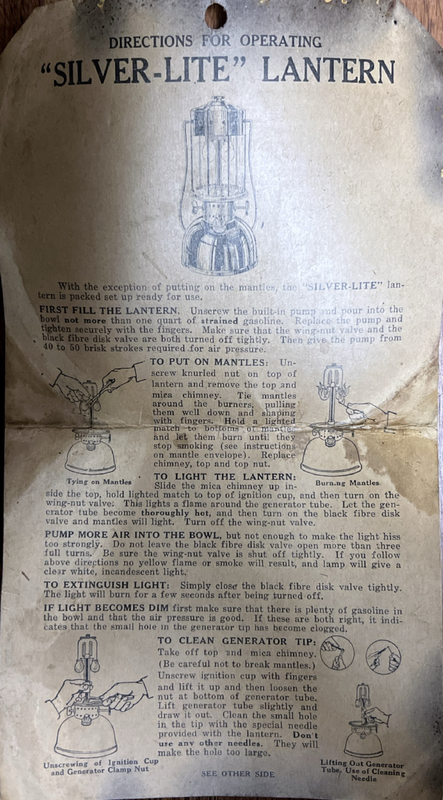 DIRECTIONS FOR OPERATING
"SILVER-LITE" LANTERN
With the exception of putting on the mantles, the "SILVER-LITE" lan-
tern is packed set up ready for use.
FIRST FILL THE LANTERN. Unscrew the built-in pump and pour into the
bowl not more than one quart of strained gasoline. Replace the pump and
tighten securely with the fingers. Make sure that the wing-nut valve and the
black fibre disk valve are both turned off tightly. Then give the pump from
40 to 50 brisk strokes required for air pressure.
TO PUT ON MANTLES: Un-
screw knurled nut on top of
lantern and remove the top and
mica chimney. Tie mantles
around the burners, pulling
them well down and shaping
with fingers. Hold a lighted
match to bottoms of mantle
and let them burn until they
stop smoking (see instructions
on mantle envelope). Replace
chimney, top and top nut.
Tying on Mantles
Burning Mantles
TO LIGHT THE LANTERN:
Slide the mica chimney up in-
side the top, hold lighted match to top of ignition cup, and then turn on the
wing-nut valve. This lights a flame around the generator tube. Let the gen-
erator tube become thoroughly hot, and then turn on the black fibre disk
valve and mantles will light. Turn off the wing-nut valve.
PUMP MORE AIR INTO THE BOWL, but not enough to make the light hiss
too strongly. Do not leave the black fibre disk valve open more than three
full turns. Be sure the wing-nut valve is shut off tightly. If you follow
above directions no yellow flame or smoke will result, and lamp will give a
clear white, incandescent light.
TO EXTINGUISH LIGHT: Simply close the black fibre disk valve tightly.
The light will burn for a few seconds after being turned off.
IF LIGHT BECOMES DIM first make sure that there is plenty of gasoline in
the bowl and that the air pressure is good. If these are both right, it indi-
cates that the small hole in the generator tip has become clogged.
TO CLEAN GENERATOR TIP:
Take off top and mica chimney.
(Be careful not to break mantles.)
Unscrew ignition cup with fingers
and lift it up and then loosen the
nut at bottom of generator tube.
Lift generator tube slightly and
draw it out. Clean the small hole
in the tip with the special needle
provided with the lantern. Don't
use any other needles. They will
make the hole too large.
Unscrewing of Ignition Cup
and Generator Clamp Nut
Lifting Out Generator
Tube, Use of Cleaning
Needle
SEE OTHER SIDE